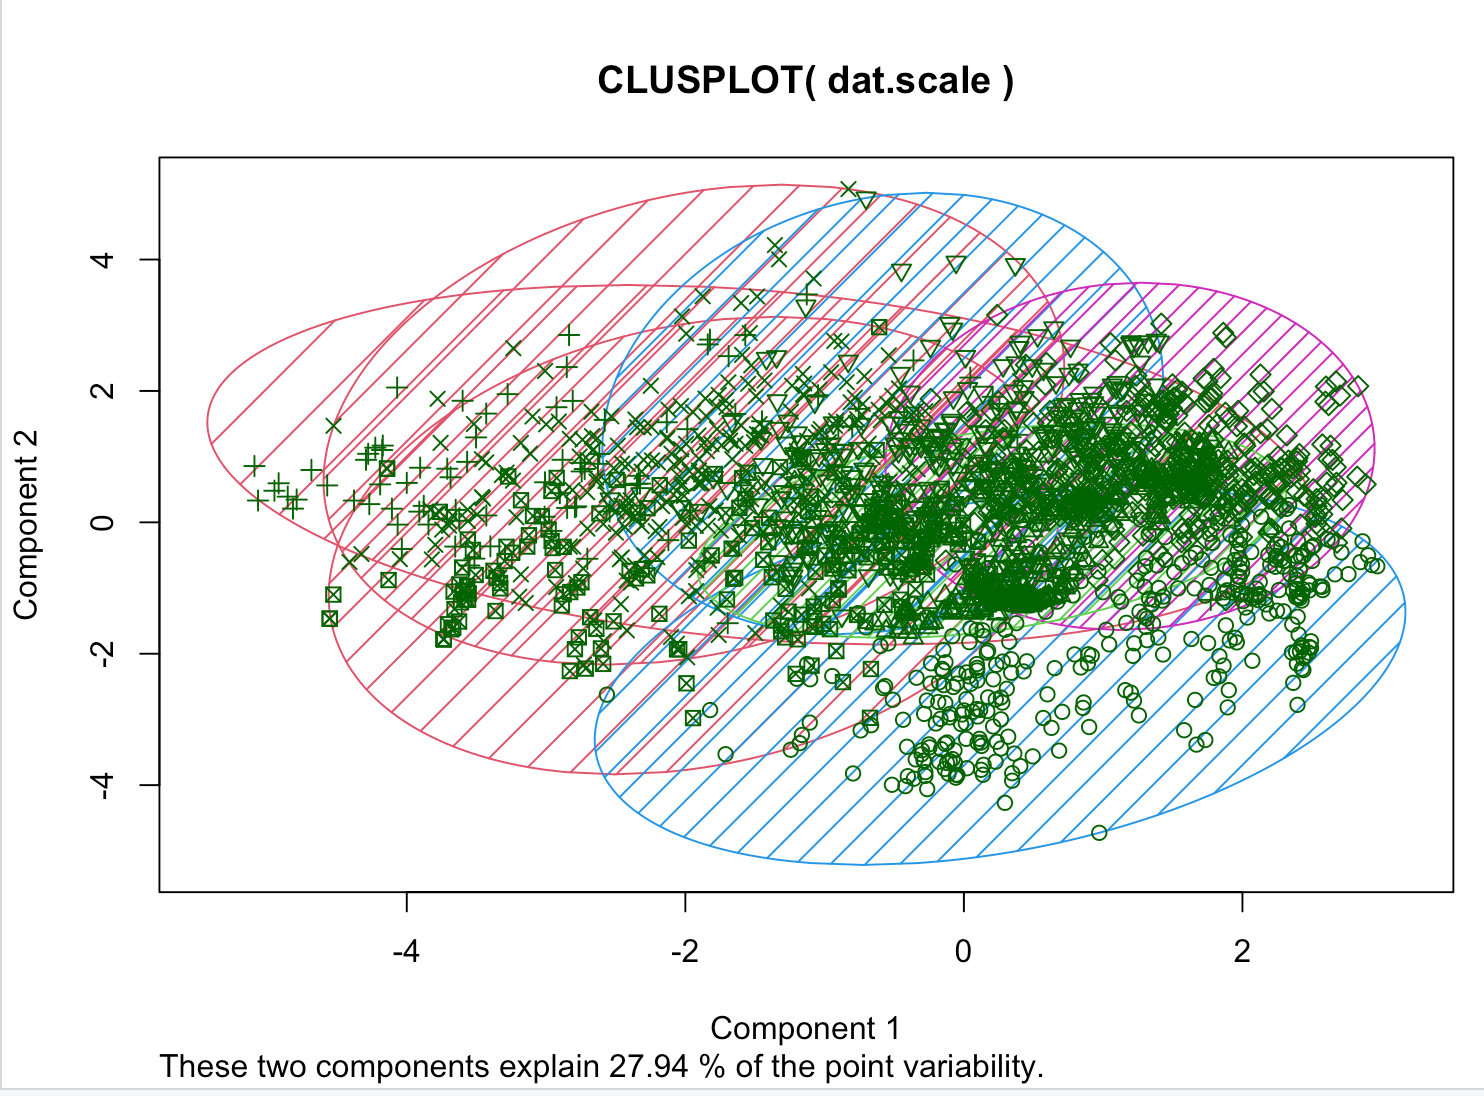 CLUSPLOT( dat.scale )
Component 2
4
2
0
-2
-4
-4
-2
0
2
Component 1
These two components explain 27.94 % of the point variability.